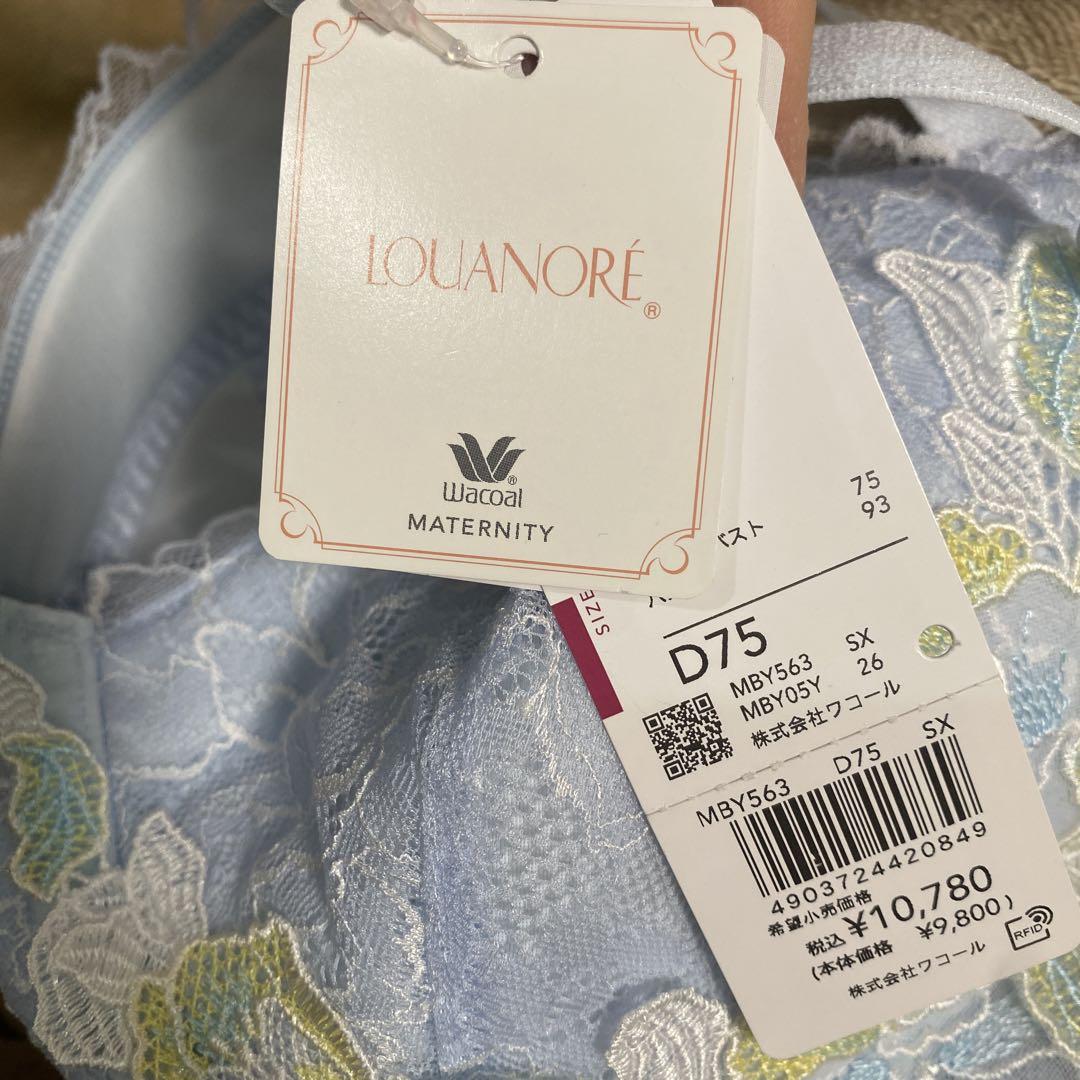 LOUANORÉ®
Wacoal®
MATERNITY
75
93
バスト
SIZE
D75
MBY563 SX
MBY05Y 26
株式会社ワコール
MBY563 D75 SX
4903724420849
希望小売価格
税込 ¥10,780
(本体価格 ¥9,800)
株式会社ワコール
RFID